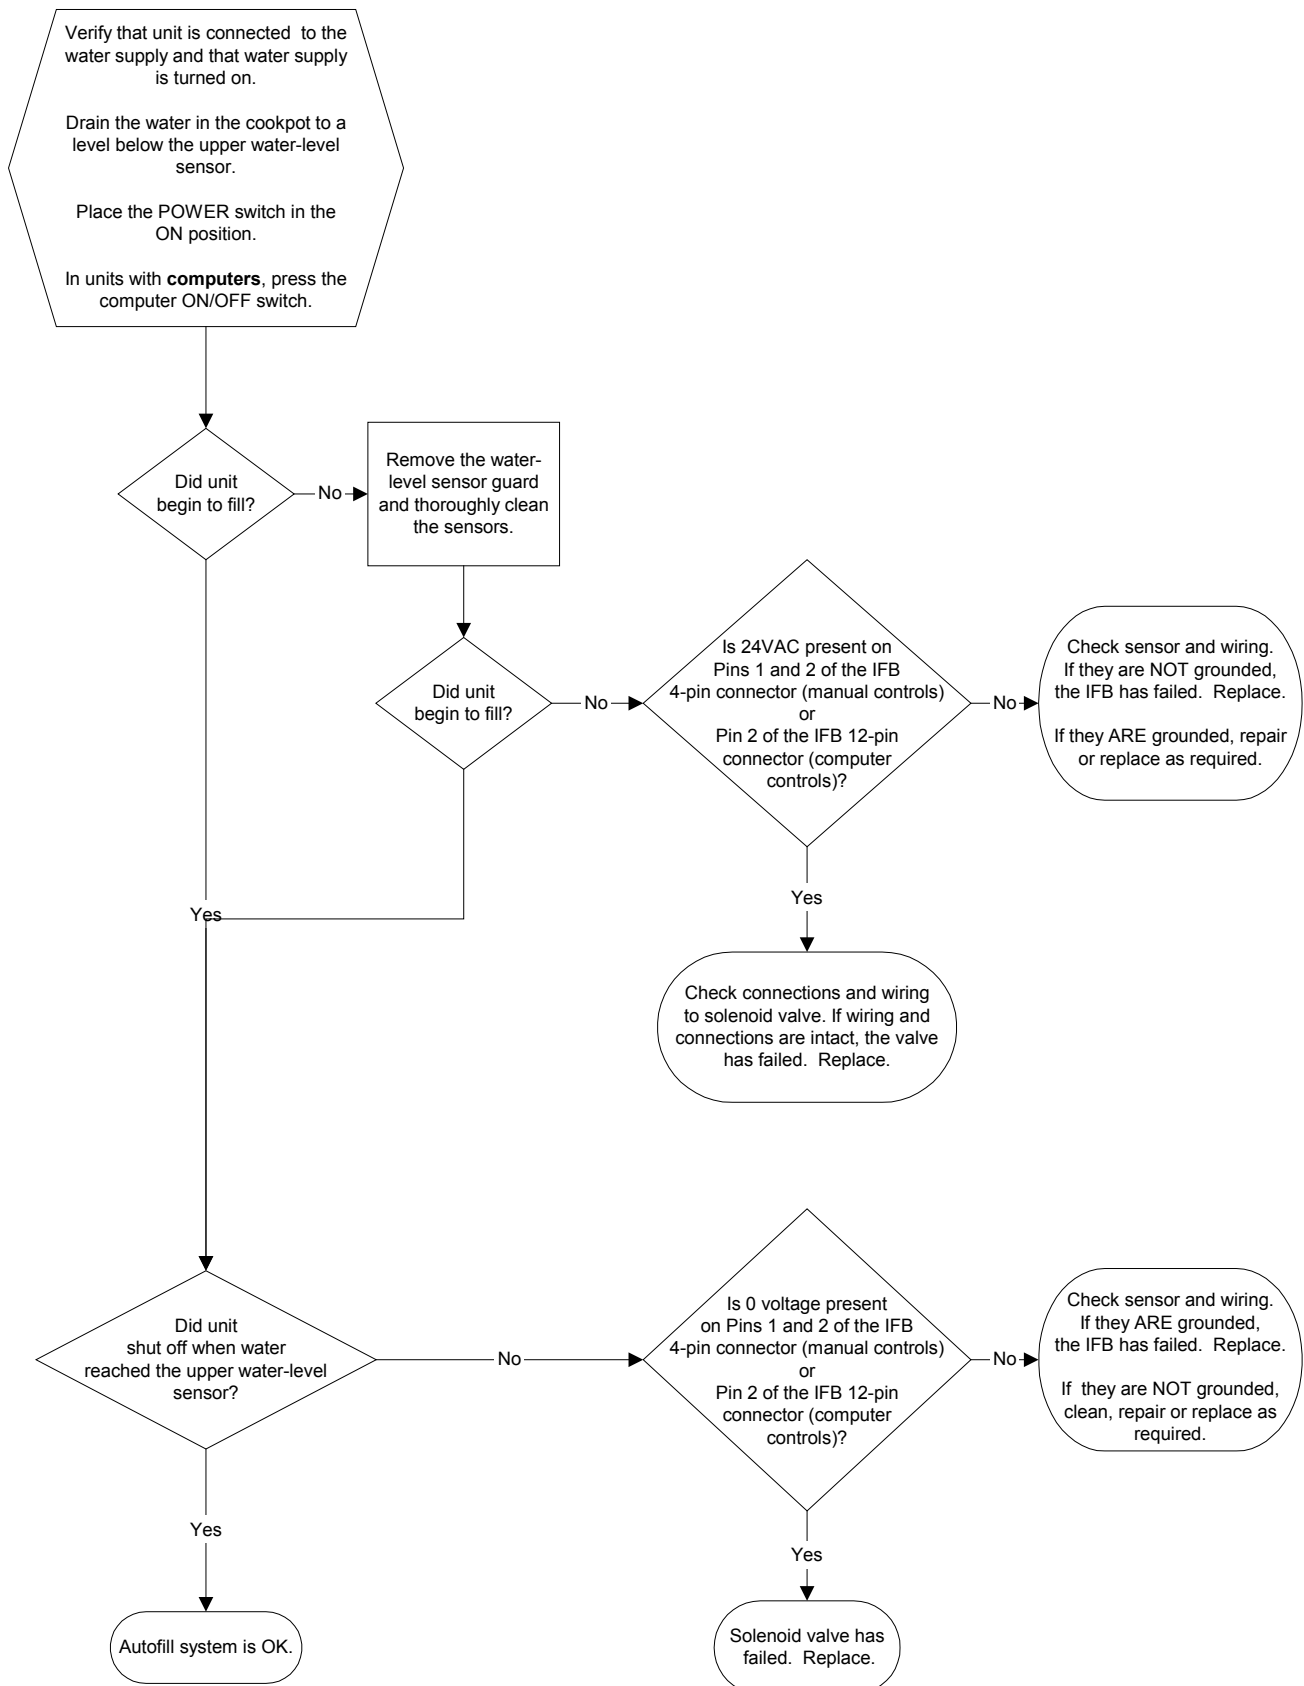 Verify that unit is connected to the
water supply and that water supply
is turned on.
Drain the water in the cookpot to a
level below the upper water-level
sensor.
Place the POWER switch in the
ON position.
In units with computers, press the
computer ON/OFF switch.
Did unit
begin to fill?
No
Remove the water-
level sensor guard
and thoroughly clean
the sensors.
Did unit
begin to fill?
No
Is 24VAC present on
Pins 1 and 2 of the IFB
4-pin connector (manual controls)
or
Pin 2 of the IFB 12-pin
connector (computer
controls)?
No
Check sensor and wiring.
If they are NOT grounded,
the IFB has failed. Replace.
If they ARE grounded, repair
or replace as required.
Yes
Yes
Check connections and wiring
to solenoid valve. If wiring and
connections are intact, the valve
has failed. Replace.
Did unit
shut off when water
reached the upper water-level
sensor?
No
Is 0 voltage present
on Pins 1 and 2 of the IFB
4-pin connector (manual controls)
or
Pin 2 of the IFB 12-pin
connector (computer
controls)?
No
Check sensor and wiring.
If they ARE grounded,
the IFB has failed. Replace.
If they are NOT grounded,
clean, repair or replace as
required.
Yes
Yes
Autofill system is OK.
Solenoid valve has
failed. Replace.